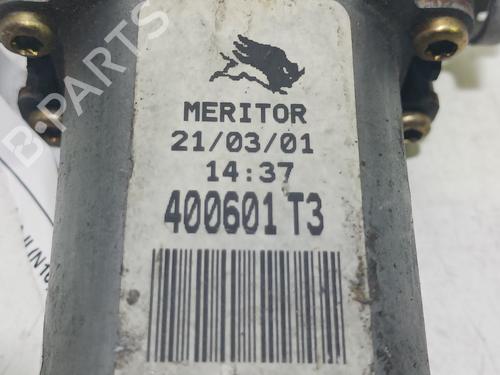 B-PARTS
MERITOR
21/03/01
14:37
400601 T3